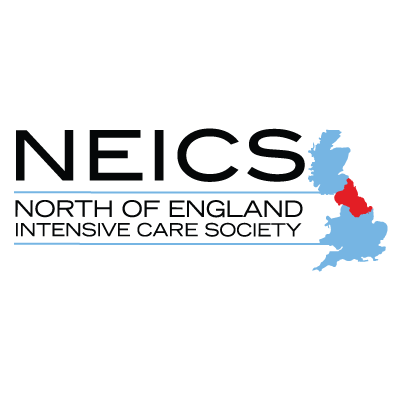 NEICS
NORTH OF ENGLAND
INTENSIVE CARE SOCIETY